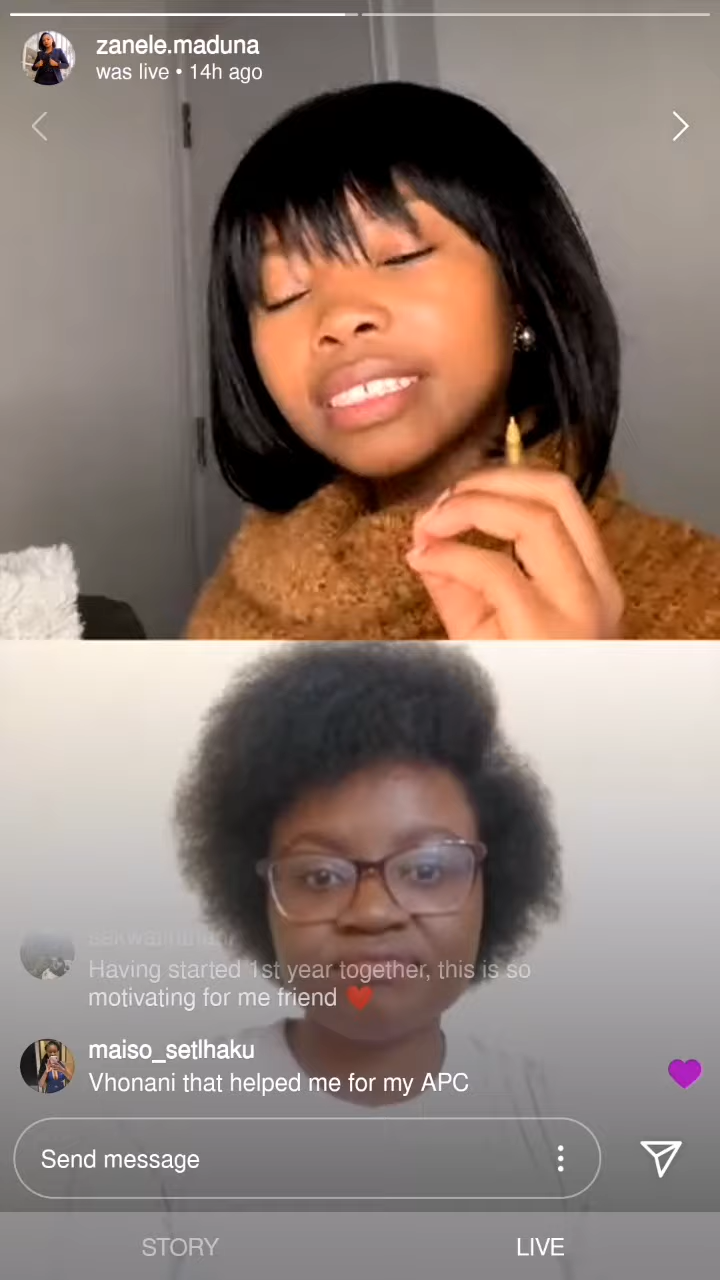 zanele.maduna
was live • 14h ago
Having started 1st year together, this is so
motivating for me friend ❤️
maiso_setlhaku
Vhonani that helped me for my APC
Send message
STORY
LIVE